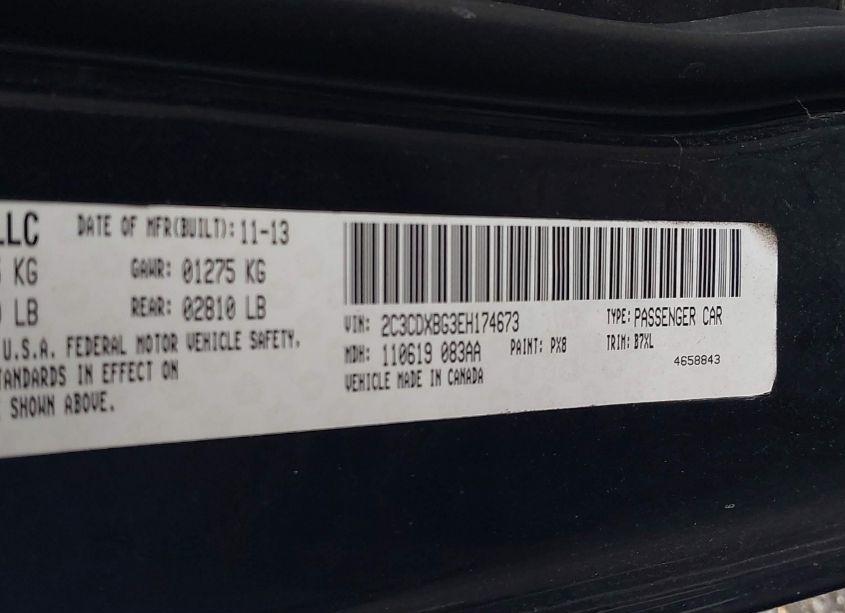 LLC DATE OF MFR(BUILT): 11-13
KG GAWR: 01275 KG
LB REAR: 02810 LB
U.S.A. FEDERAL MOTOR VEHICLE SAFETY.
TANDARDS IN EFFECT ON
SHOWN ABOVE.
VIN: 2C3CDXBG3EH174673 TYPE: PASSENGER CAR
MDH: 110619 083AA PAINT: PX8 TRIM: B7XL
VEHICLE MADE IN CANADA 4658843